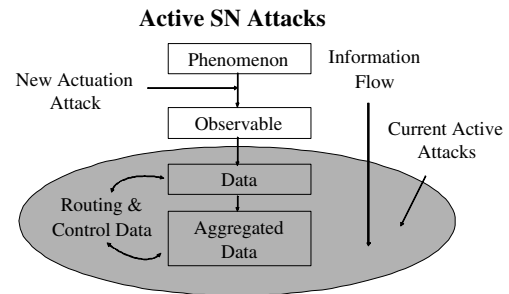 Active SN Attacks
Phenomenon
Information
Flow
New Actuation
Attack
Observable
Current Active
Attacks
Data
Routing &
Control Data
Aggregated
Data